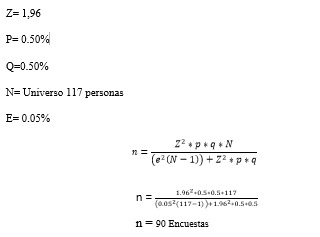 Z= 1,96
P= 0.50%
Q=0.50%
N= Universo 117 personas
E= 0.05%
n = Z² * p * q * N / (e²(N − 1)) + Z² * p * q
n = 1.96²*0.5*0.5*117 / (0.05²(117−1))+1.96²*0.5*0.5
n = 90 Encuestas